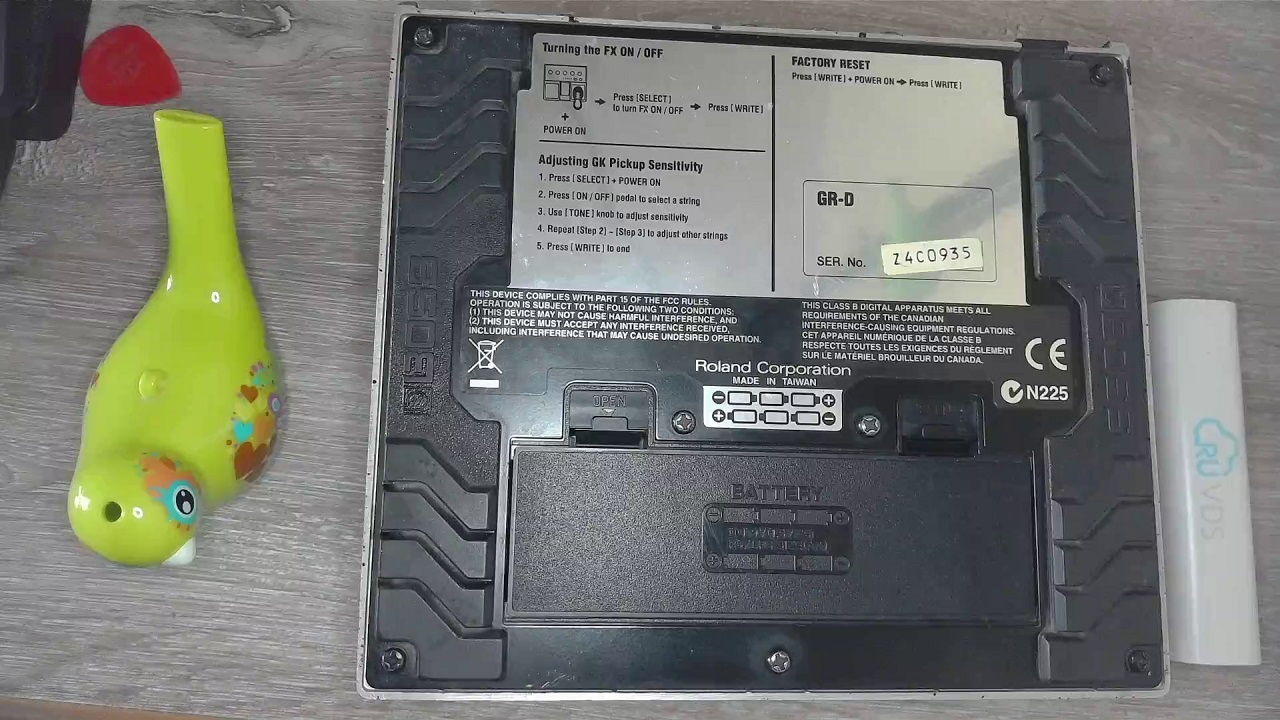 Turning the FX ON / OFF
Press [SELECT]
to turn FX ON / OFF
Press [WRITE]
+
POWER ON
Adjusting GK Pickup Sensitivity
1. Press [SELECT] + POWER ON
2. Press [ON / OFF] pedal to select a string
3. Use [TONE] knob to adjust sensitivity
4. Repeat [Step 2] – [Step 3] to adjust other strings
5. Press [WRITE] to end
FACTORY RESET
Press [WRITE] + POWER ON → Press [WRITE]
GR-D
SER. No. Z4C0935
THIS DEVICE COMPLIES WITH PART 15 OF THE FCC RULES.
OPERATION IS SUBJECT TO THE FOLLOWING TWO CONDITIONS:
(1) THIS DEVICE MAY NOT CAUSE HARMFUL INTERFERENCE, AND
(2) THIS DEVICE MUST ACCEPT ANY INTERFERENCE RECEIVED,
INCLUDING INTERFERENCE THAT MAY CAUSE UNDESIRED OPERATION.
THIS CLASS B DIGITAL APPARATUS MEETS ALL
REQUIREMENTS OF THE CANADIAN
INTERFERENCE-CAUSING EQUIPMENT REGULATIONS.
CET APPAREIL NUMÉRIQUE DE LA CLASSE B
RESPECTE TOUTES LES EXIGENCES DU RÈGLEMENT
SUR LE MATÉRIEL BROUILLEUR DU CANADA.
CE
N225
Roland Corporation
MADE IN TAIWAN
OPEN
BOSS
BOSS
BATTERY
RUVDS